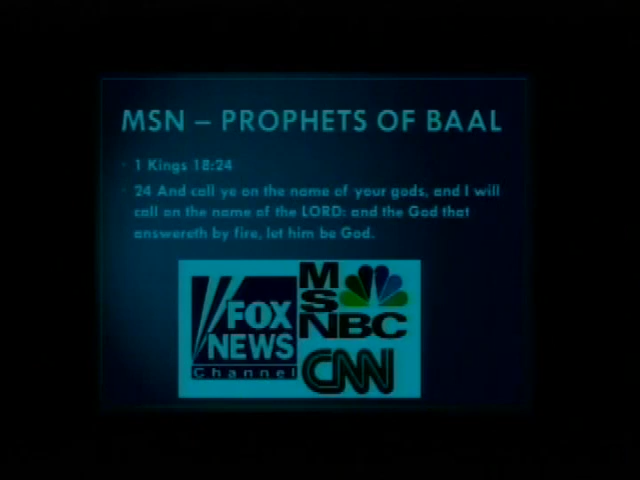 MSN – PROPHETS OF BAAL
1 Kings 18:24
24 And call ye on the name of your gods, and I will
call on the name of the LORD: and the God that
answereth by fire, let him be God.
FOX
NEWS
Channel
M
S
NBC
CNN